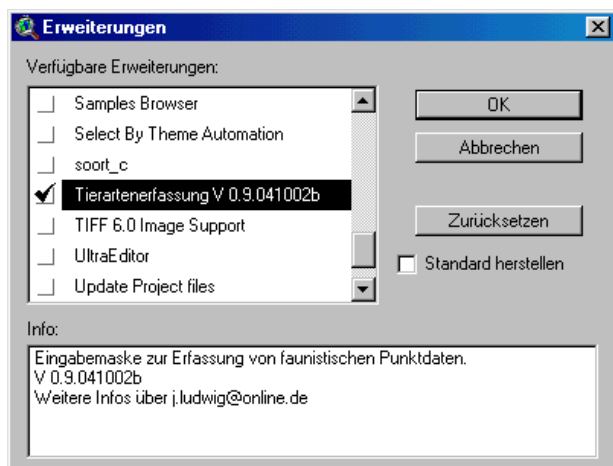 Erweiterungen
Verfügbare Erweiterungen:
Samples Browser
Select By Theme Automation
soort_c
Tierartenerfassung V 0.9.041002b
TIFF 6.0 Image Support
UltraEditor
Update Project files
OK
Abbrechen
Zurücksetzen
Standard herstellen
Info:
Eingabemaske zur Erfassung von faunistischen Punktdaten.
V 0.9.041002b
Weitere Infos über j.ludwig@online.de